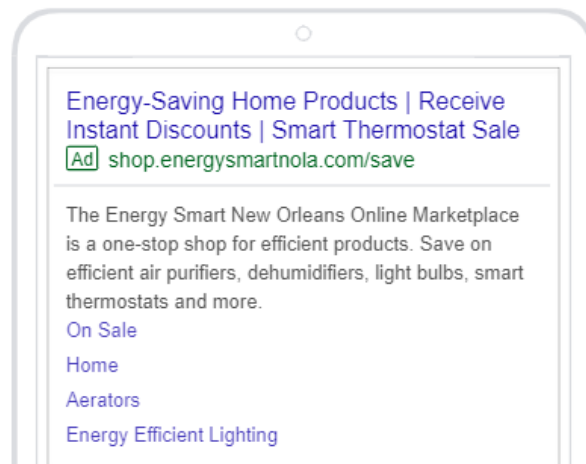 Energy-Saving Home Products | Receive
Instant Discounts | Smart Thermostat Sale
Ad shop.energysmartnola.com/save
The Energy Smart New Orleans Online Marketplace
is a one-stop shop for efficient products. Save on
efficient air purifiers, dehumidifiers, light bulbs, smart
thermostats and more.
On Sale
Home
Aerators
Energy Efficient Lighting